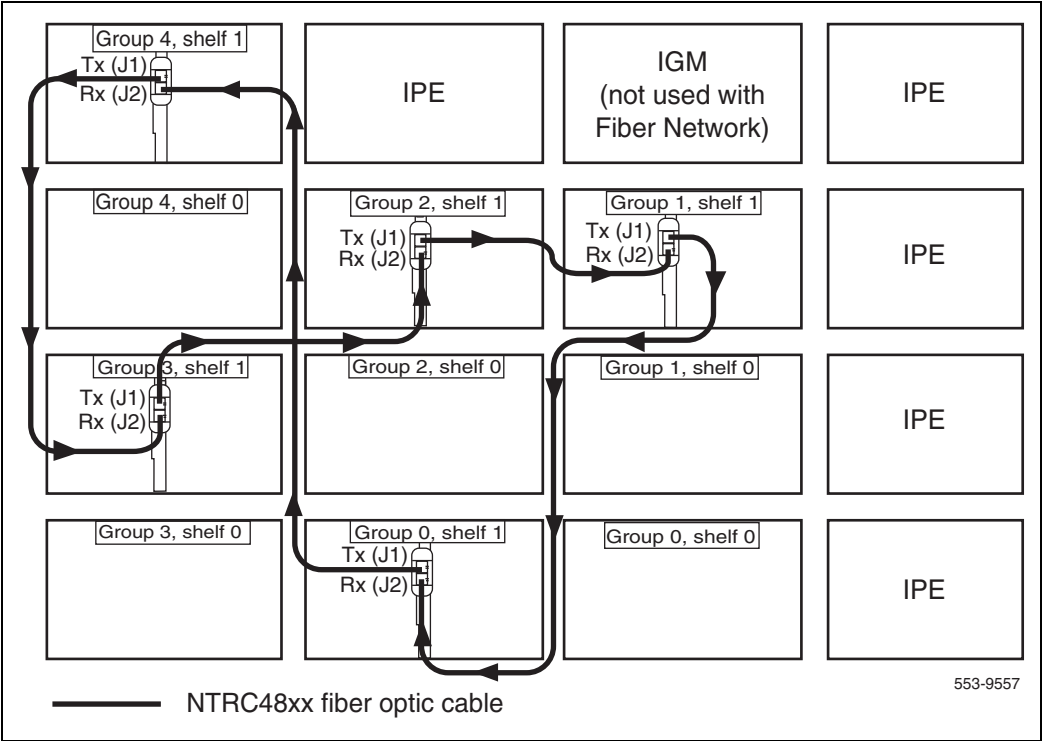 Group 4, shelf 1
Tx (J1)
Rx (J2)
IPE
IGM
(not used with
Fiber Network)
IPE
Group 4, shelf 0
Group 2, shelf 1
Tx (J1)
Rx (J2)
Group 1, shelf 1
Tx (J1)
Rx (J2)
IPE
Group 3, shelf 1
Tx (J1)
Rx (J2)
Group 2, shelf 0
Group 1, shelf 0
IPE
Group 3, shelf 0
Group 0, shelf 1
Tx (J1)
Rx (J2)
Group 0, shelf 0
IPE
553-9557
NTRC48xx fiber optic cable